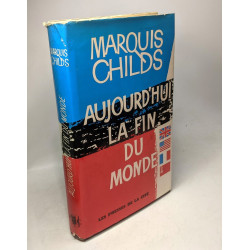 MARQUIS
CHILDS
AUJOURD'HUI
LA FIN
DU
MONDE
LES PRESSES DE LA CITÉ